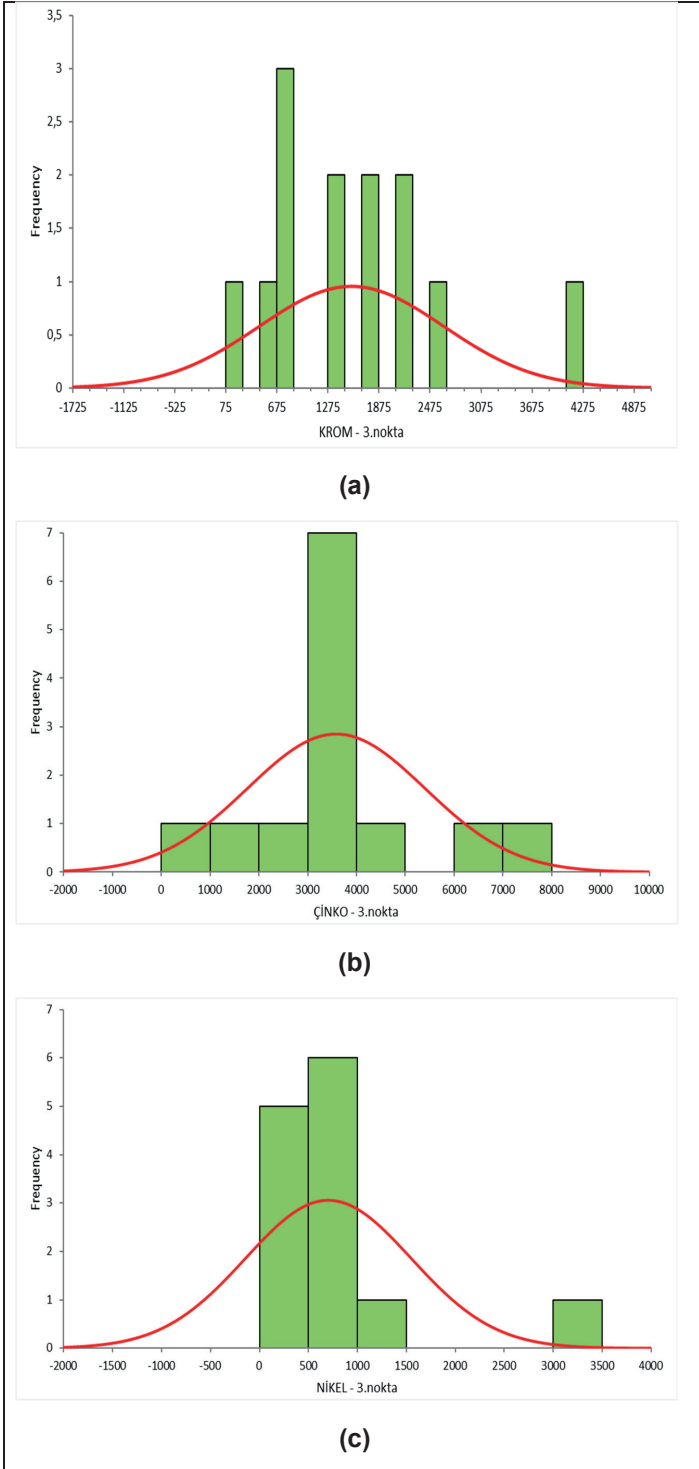 3,5
3
2,5
2
1,5
1
0,5
0
Frequency
-1725 -1125 -525 75 675 1275 1875 2475 3075 3675 4275 4875
KROM - 3.nokta
(a)
7
6
5
4
3
2
1
0
Frequency
-2000 -1000 0 1000 2000 3000 4000 5000 6000 7000 8000 9000 10000
ÇİNKO - 3.nokta
(b)
7
6
5
4
3
2
1
0
Frequency
-2000 -1500 -1000 -500 0 500 1000 1500 2000 2500 3000 3500 4000
NİKEL - 3.nokta
(c)